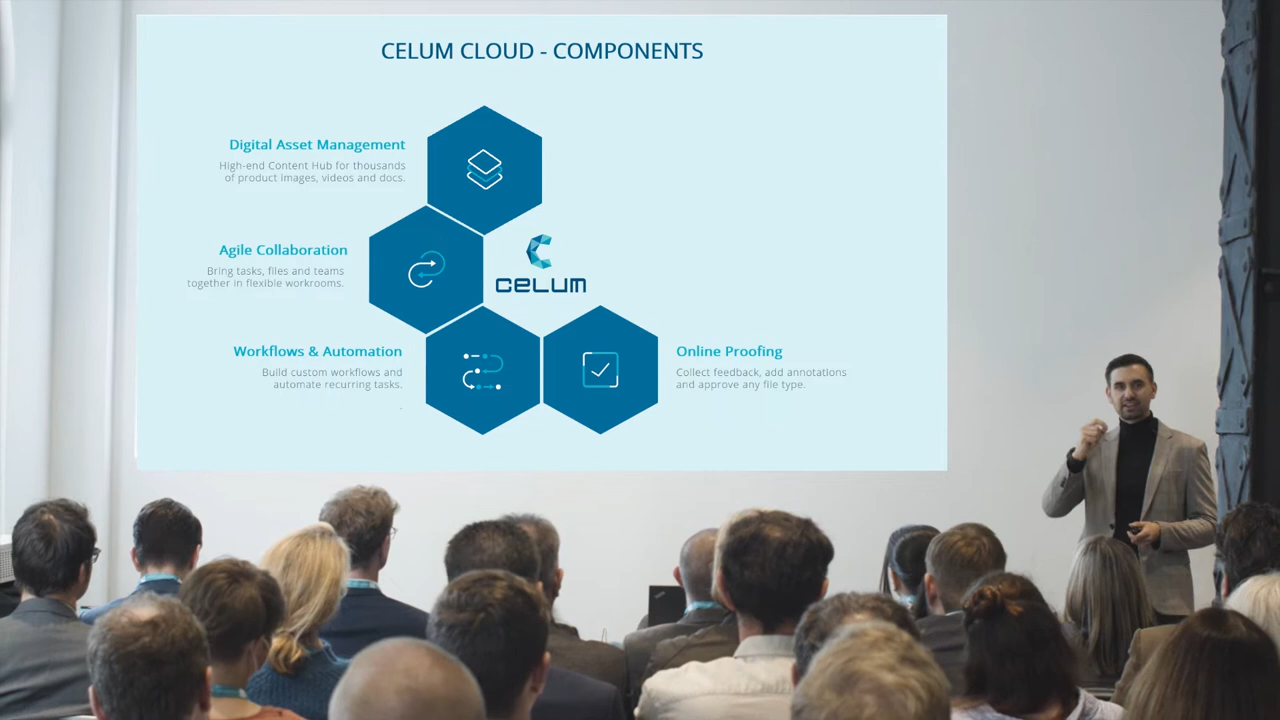 CELUM CLOUD - COMPONENTS
Digital Asset Management
High-end Content Hub for thousands
of product images, videos and docs.
Agile Collaboration
Bring tasks, files and teams
together in flexible workrooms.
CELUM
Workflows & Automation
Build custom workflows and
automate recurring tasks.
.
Online Proofing
Collect feedback, add annotations
and approve any file type.